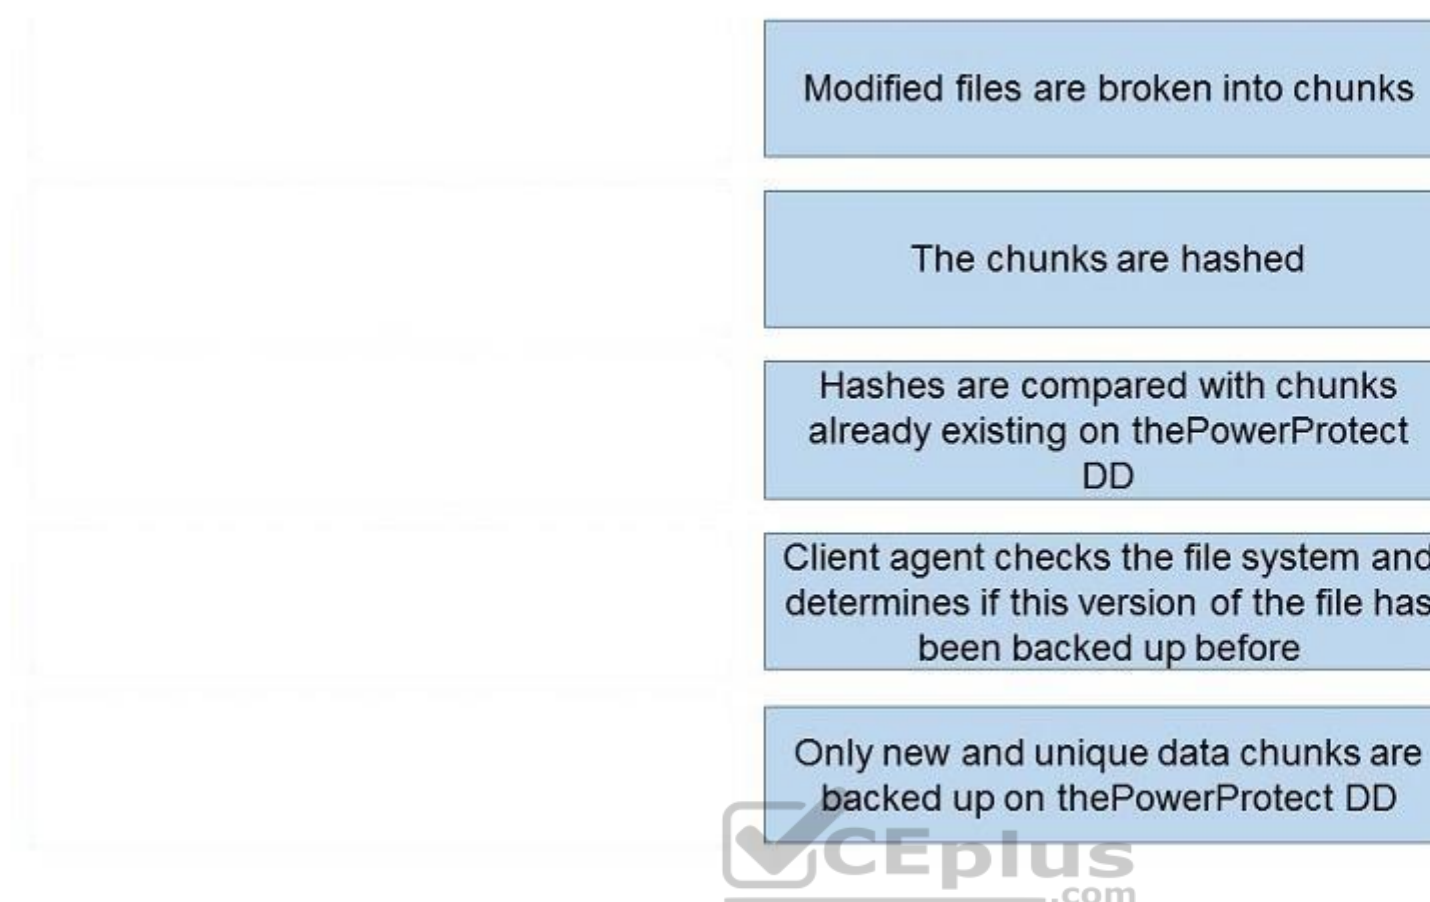 Modified files are broken into chunks
The chunks are hashed
Hashes are compared with chunks
already existing on thePowerProtect
DD
Client agent checks the file system and
determines if this version of the file has
been backed up before
Only new and unique data chunks are
backed up on thePowerProtect DD
CEplus
.com